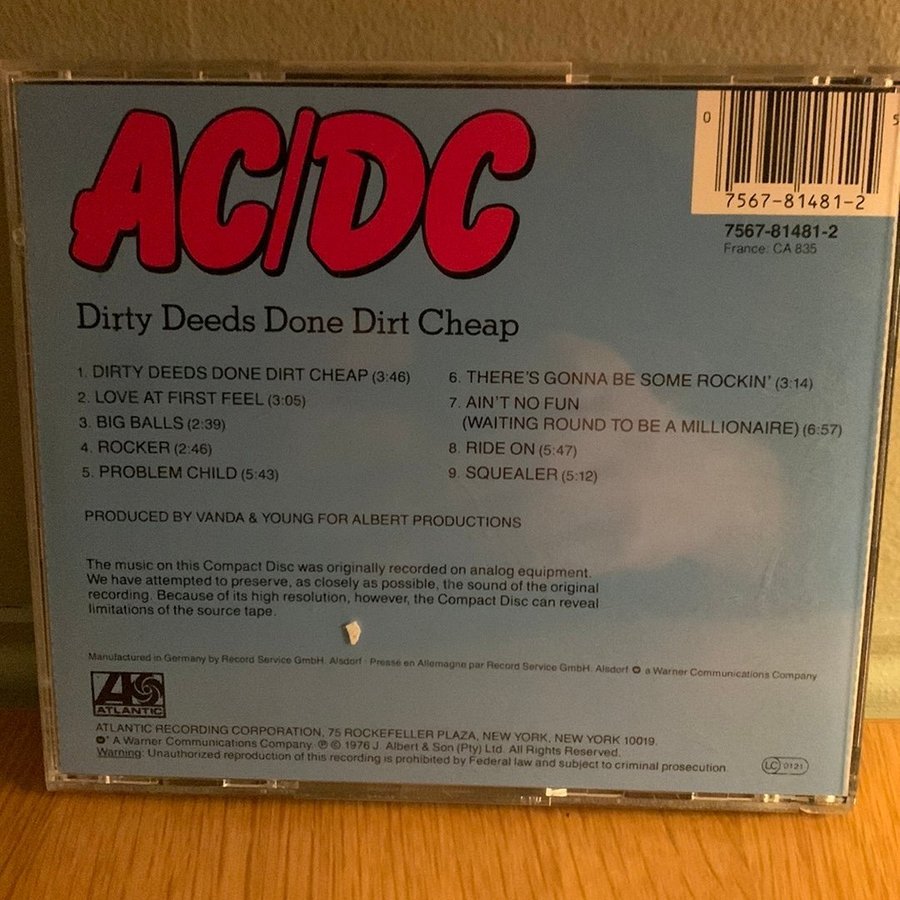 AC/DC
0 5
7567-81481-2
7567-81481-2
France: CA 835
Dirty Deeds Done Dirt Cheap
1. DIRTY DEEDS DONE DIRT CHEAP (3:46)
2. LOVE AT FIRST FEEL (3:05)
3. BIG BALLS (2:39)
4. ROCKER (2:46)
5. PROBLEM CHILD (5:43)
6. THERE'S GONNA BE SOME ROCKIN' (3:14)
7. AIN'T NO FUN
(WAITING ROUND TO BE A MILLIONAIRE) (6:57)
8. RIDE ON (5:47)
9. SQUEALER (5:12)
PRODUCED BY VANDA & YOUNG FOR ALBERT PRODUCTIONS
The music on this Compact Disc was originally recorded on analog equipment.
We have attempted to preserve, as closely as possible, the sound of the original
recording. Because of its high resolution, however, the Compact Disc can reveal
limitations of the source tape.
Manufactured in Germany by Record Service GmbH. Alsdorf · Presse en Allemagne par Record Service GmbH. Alsdorf a Warner Communications Company
ATLANTIC
ATLANTIC RECORDING CORPORATION, 75 ROCKEFELLER PLAZA, NEW YORK, NEW YORK 10019.
A Warner Communications Company. ℗ © 1976 J. Albert & Son (Pty) Ltd. All Rights Reserved.
Warning: Unauthorized reproduction of this recording is prohibited by Federal law and subject to criminal prosecution.
LC 0121